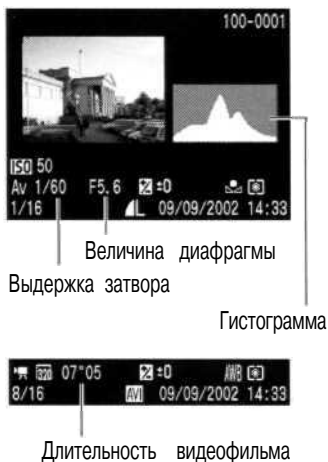 100-0001
ISO 50
Av 1/60 F5.6 ±0
1/16 L 09/09/2002 14:33
Величина диафрагмы
Выдержка затвора
Гистограмма
320 07"05 ±0 AWB
8/16 AVI 09/09/2002 14:33
Длительность видеофильма